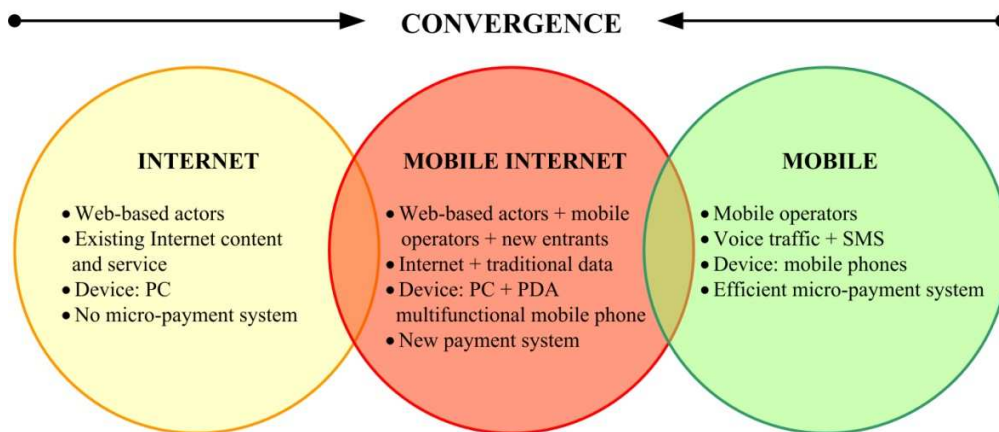 CONVERGENCE
INTERNET
• Web-based actors
• Existing Internet content
and service
• Device: PC
• No micro-payment system
MOBILE INTERNET
• Web-based actors + mobile
operators + new entrants
• Internet + traditional data
• Device: PC + PDA
multifunctional mobile phone
• New payment system
MOBILE
• Mobile operators
• Voice traffic + SMS
• Device: mobile phones
• Efficient micro-payment system